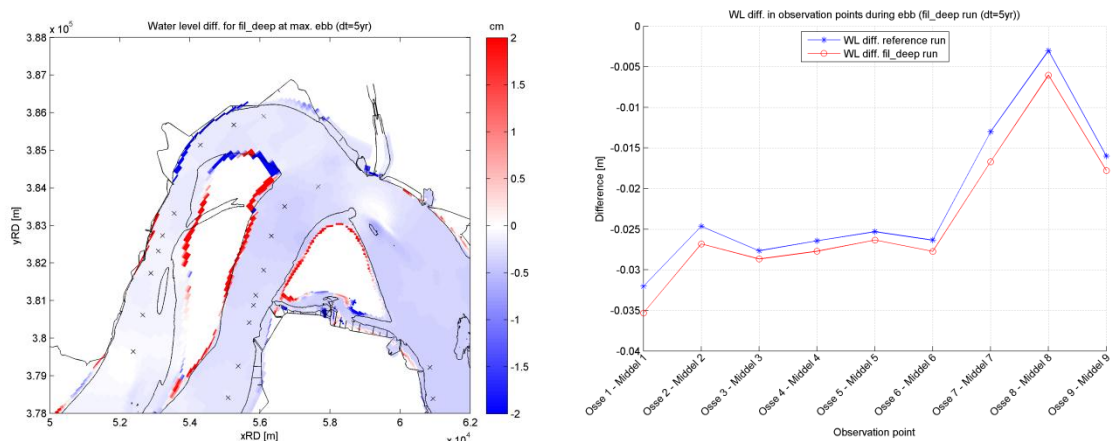 Water level diff. for fil_deep at max. ebb (dt=5yr)
x 10⁵
cm
3.88
3.87
3.86
3.85
3.84
3.83
3.82
3.81
3.8
3.79
3.78
yRD [m]
5
5.2
5.4
5.6
5.8
6
6.2
xRD [m]
x 10⁴
2
1.5
1
0.5
0
-0.5
-1
-1.5
-2
WL diff. in observation points during ebb (fil_deep run (dt=5yr))
WL diff. reference run
WL diff. fil_deep run
0
-0.005
-0.01
-0.015
-0.02
-0.025
-0.03
-0.035
-0.04
Difference [m]
Osse 1 - Middel 1
Osse 2 - Middel 2
Osse 3 - Middel 3
Osse 4 - Middel 4
Osse 5 - Middel 5
Osse 6 - Middel 6
Osse 7 - Middel 7
Osse 8 - Middel 8
Osse 9 - Middel 9
Observation point